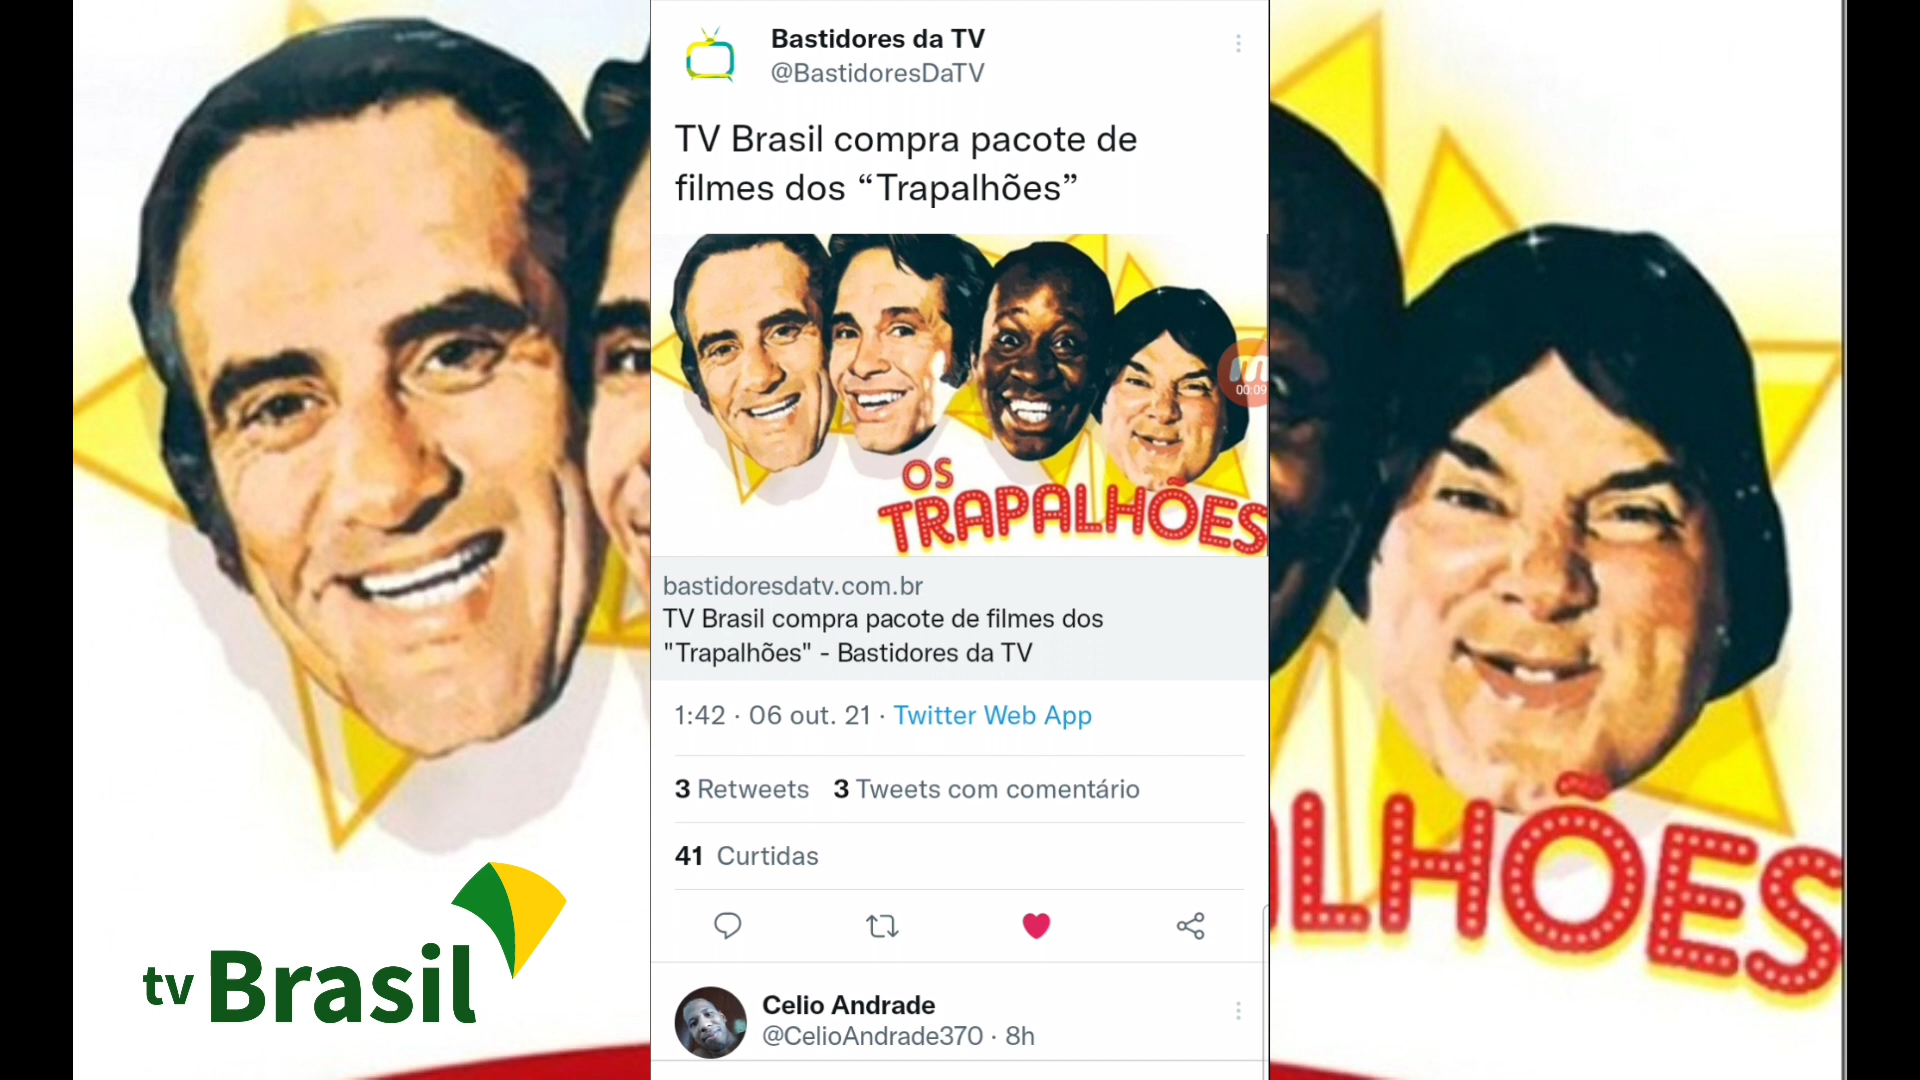 Bastidores da TV
@BastidoresDaTV
TV Brasil compra pacote de
filmes dos “Trapalhões”
00:09
OS
TRAPALHÕES
bastidoresdatv.com.br
TV Brasil compra pacote de filmes dos
"Trapalhões" - Bastidores da TV
1:42 · 06 out. 21 · Twitter Web App
3 Retweets 3 Tweets com comentário
41 Curtidas
Celio Andrade
@CelioAndrade370 · 8h
tv Brasil
LHÕES